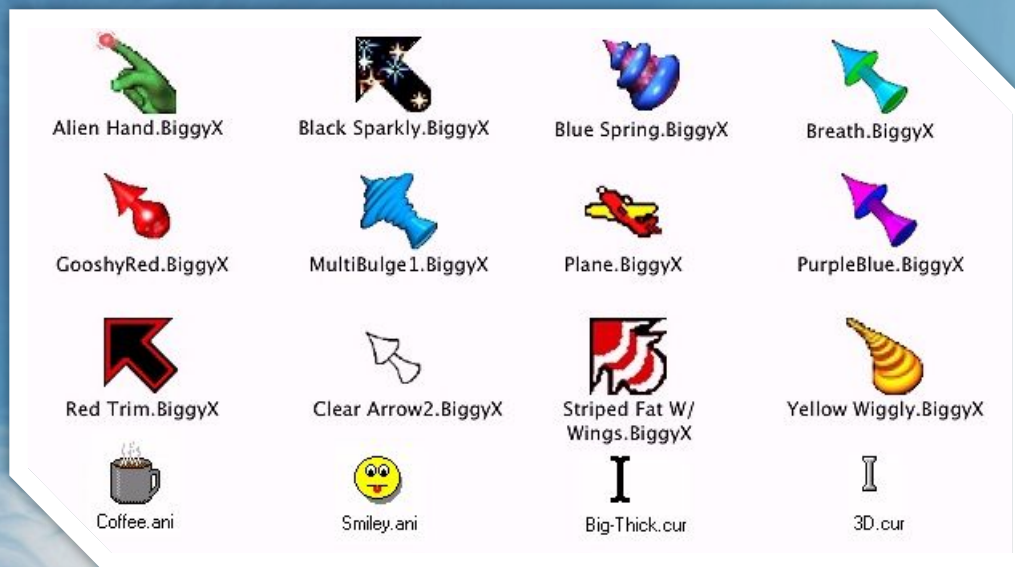 Alien Hand.BiggyX
Black Sparkly.BiggyX
Blue Spring.BiggyX
Breath.BiggyX
GooshyRed.BiggyX
MultiBulge1.BiggyX
Plane.BiggyX
PurpleBlue.BiggyX
Red Trim.BiggyX
Clear Arrow2.BiggyX
Striped Fat W/
Wings.BiggyX
Yellow Wiggly.BiggyX
Coffee.ani
Smiley.ani
Big-Thick.cur
3D.cur